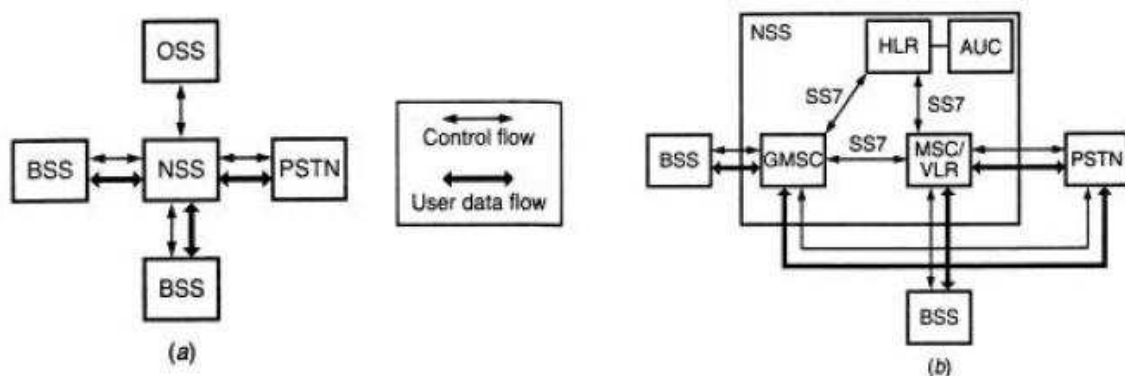 OSS
BSS
NSS
PSTN
BSS
(a)
Control flow
User data flow
NSS
HLR
AUC
SS7
SS7
BSS
GMSC
SS7
MSC/
VLR
PSTN
BSS
(b)